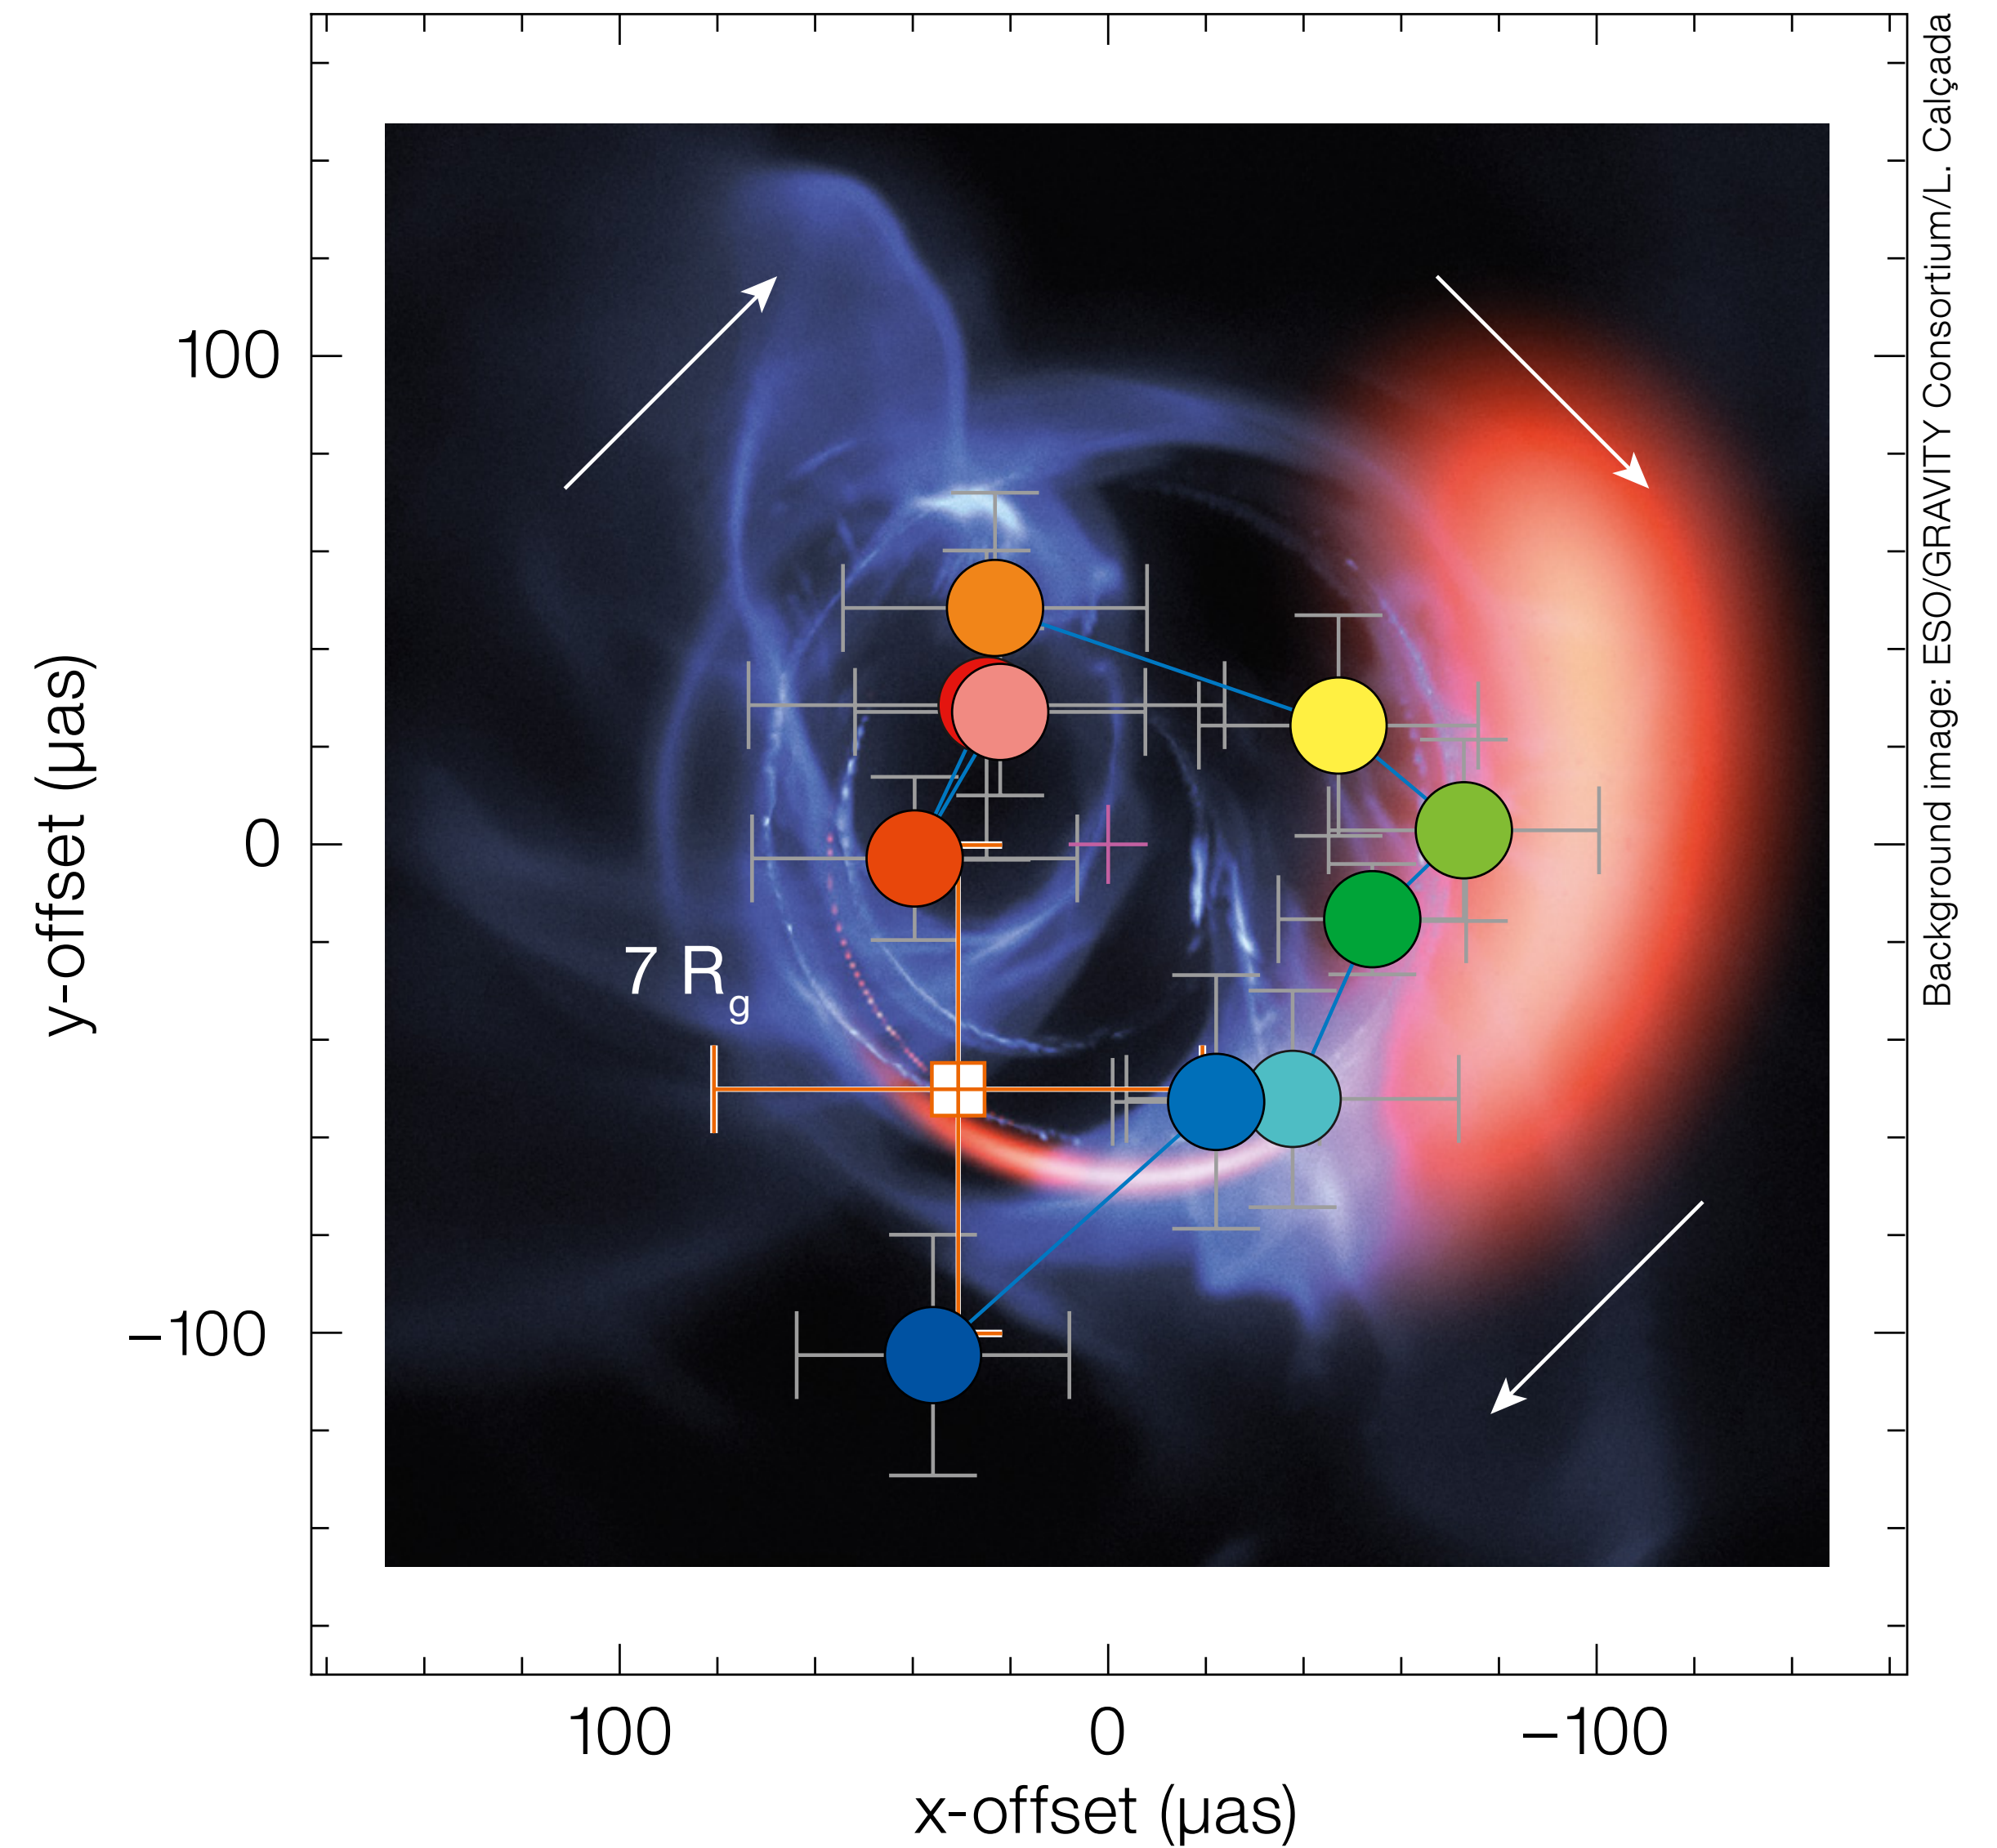 100
0
−100
y-offset (µas)
7 Rg
100
0
−100
x-offset (µas)
Background image: ESO/GRAVITY Consortium/L. Calçada